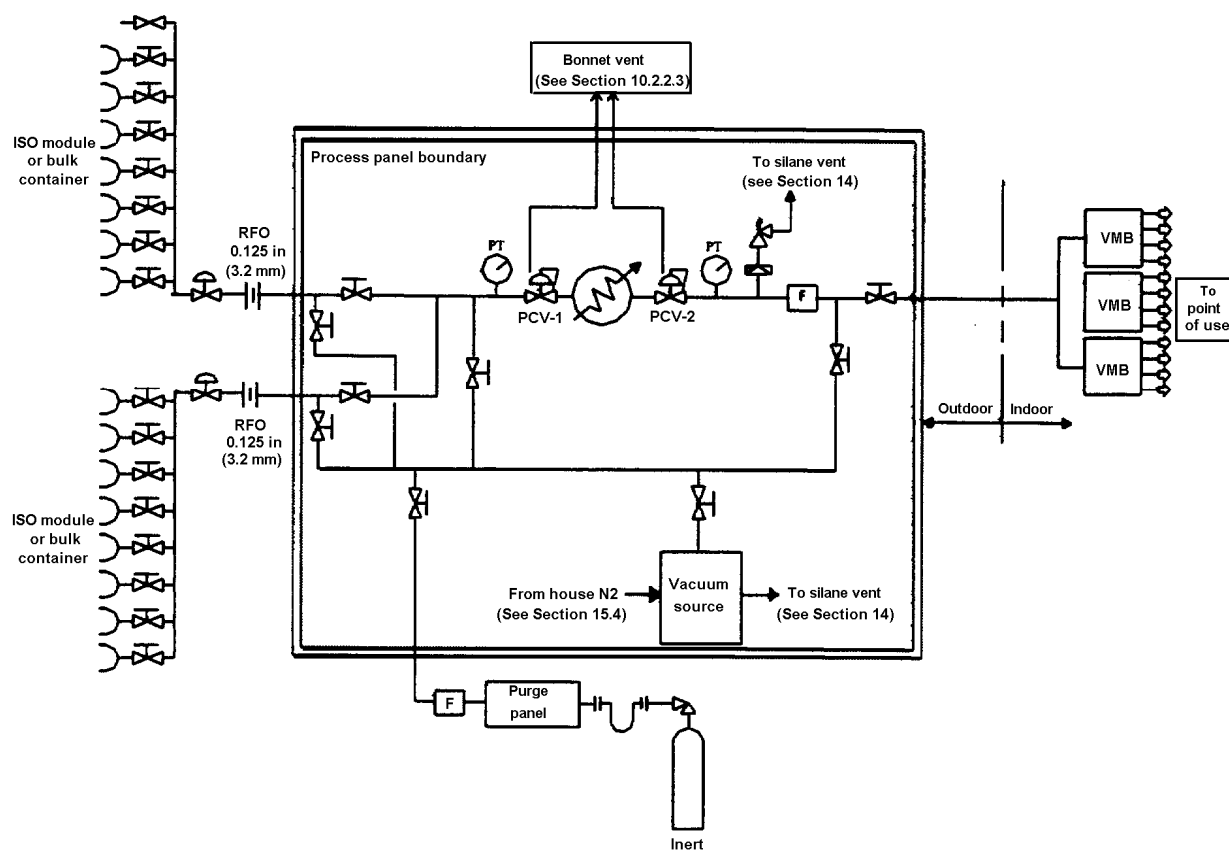 Bonnet vent
(See Section 10.2.2.3)
Process panel boundary
To silane vent
(see Section 14)
ISO module
or bulk
container
RFO
0.125 in
(3.2 mm)
PT
PT
PCV-1
PCV-2
F
VMB
VMB
VMB
To
point
of use
Outdoor
Indoor
RFO
0.125 in
(3.2 mm)
ISO module
or bulk
container
From house N2
(See Section 15.4)
Vacuum
source
To silane vent
(See Section 14)
F
Purge
panel
Inert